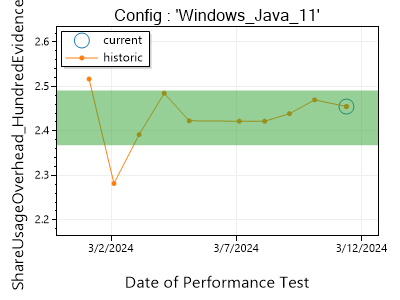 Config : 'Windows_Java_11'
ShareUsageOverhead_HundredEvidence
2.6
2.5
2.4
2.3
2.2
current
historic
3/2/2024
3/7/2024
3/12/2024
Date of Performance Test